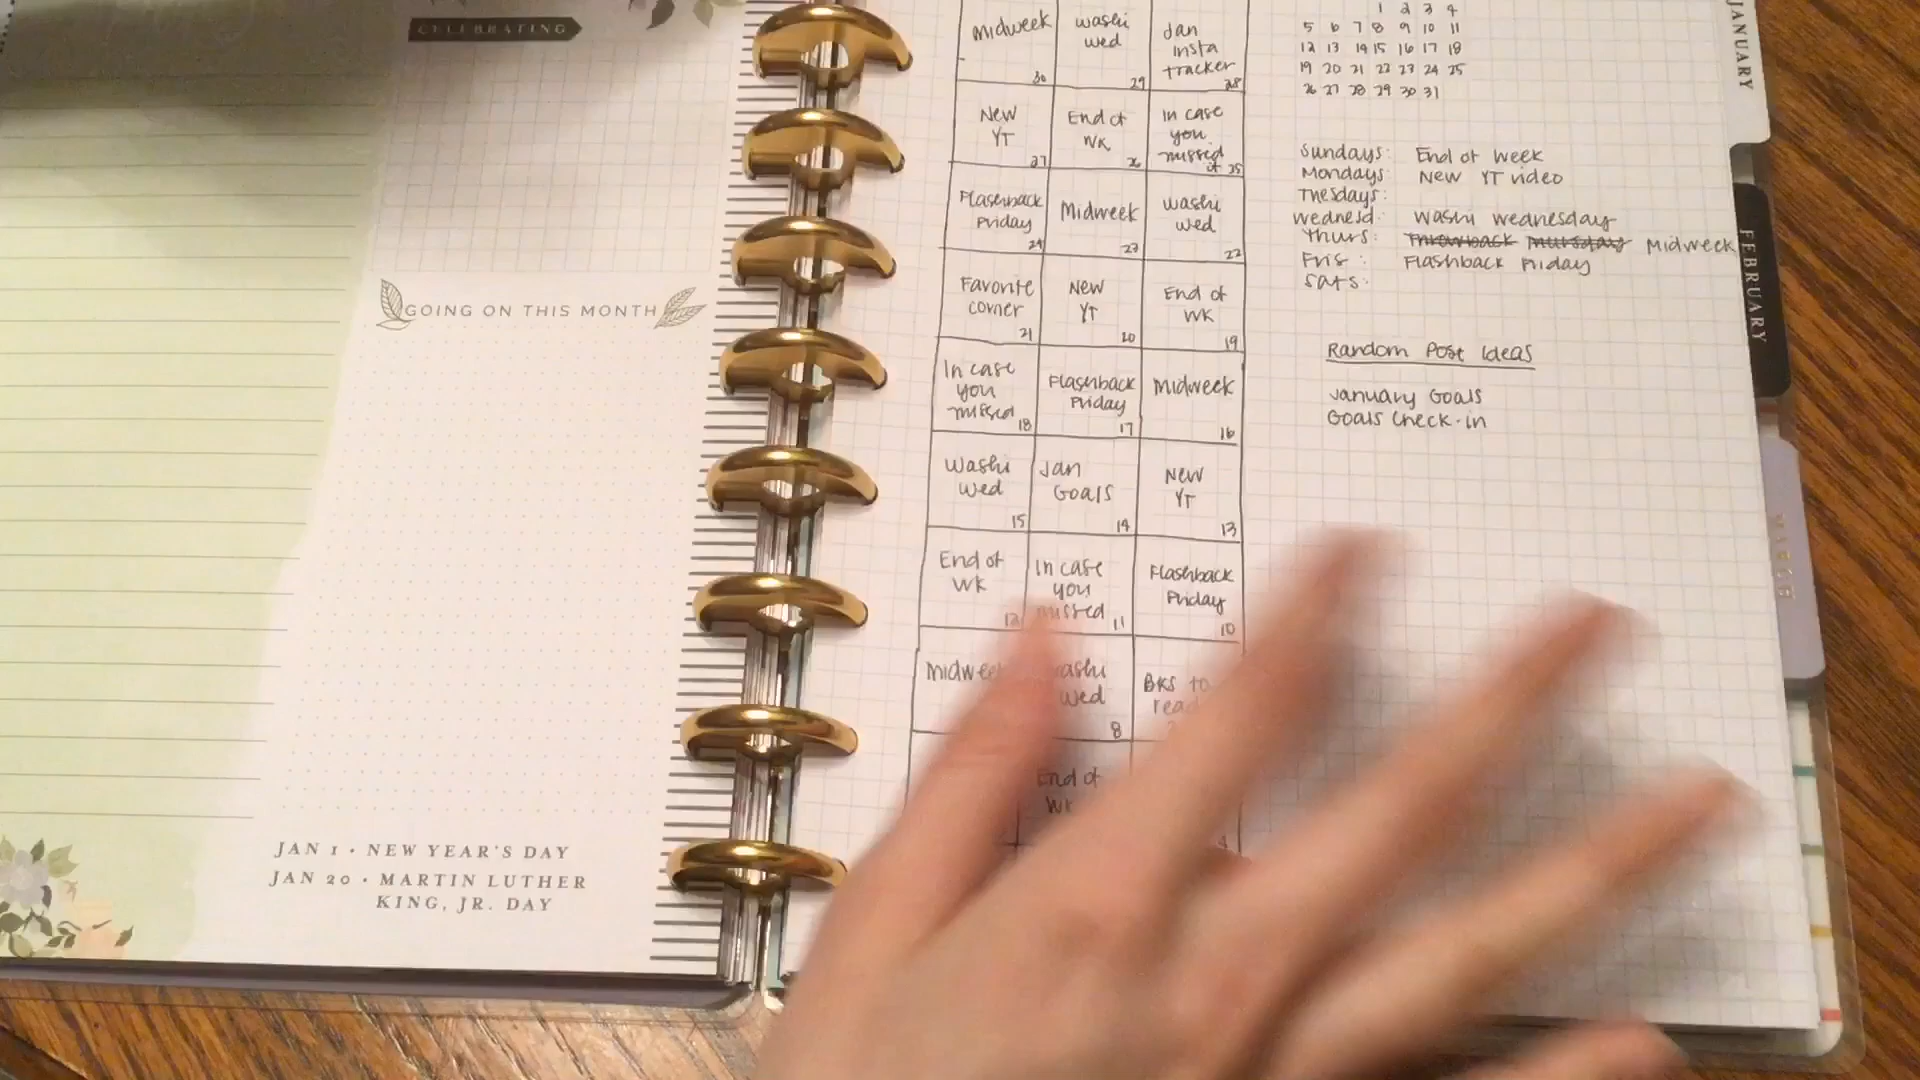 CELEBRATING
GOING ON THIS MONTH
JAN 1 • NEW YEAR'S DAY
JAN 20 • MARTIN LUTHER
KING, JR. DAY
Midweek
30
washi
wed
29
Jan
Insta
tracker
28
New
YT
27
End of
WK
26
In case
you
missed
it 25
Flashback
Friday
24
Midweek
23
washi
wed
22
Favorite
corner
21
New
YT
20
End of
WK
19
In case
you
missed
18
Flashback
Friday
17
Midweek
16
Washi
Wed
15
Jan
Goals
14
New
YT
13
End of
WK
12
In case
you
missed
11
Flashback
Friday
10
Midweek
washi
wed
8
BKS to
read
End of
WK
1 2 3 4
5 6 7 8 9 10 11
12 13 14 15 16 17 18
19 20 21 22 23 24 25
26 27 28 29 30 31
Sundays: End of week
Mondays: New YT video
Tuesdays:
wednesd: washi wednesday
Thurs: Throwback Thursday Midweek
Fris: Flashback Friday
Sats:
Random Post Ideas
January Goals
Goals Check-in
JANUARY
FEBRUARY